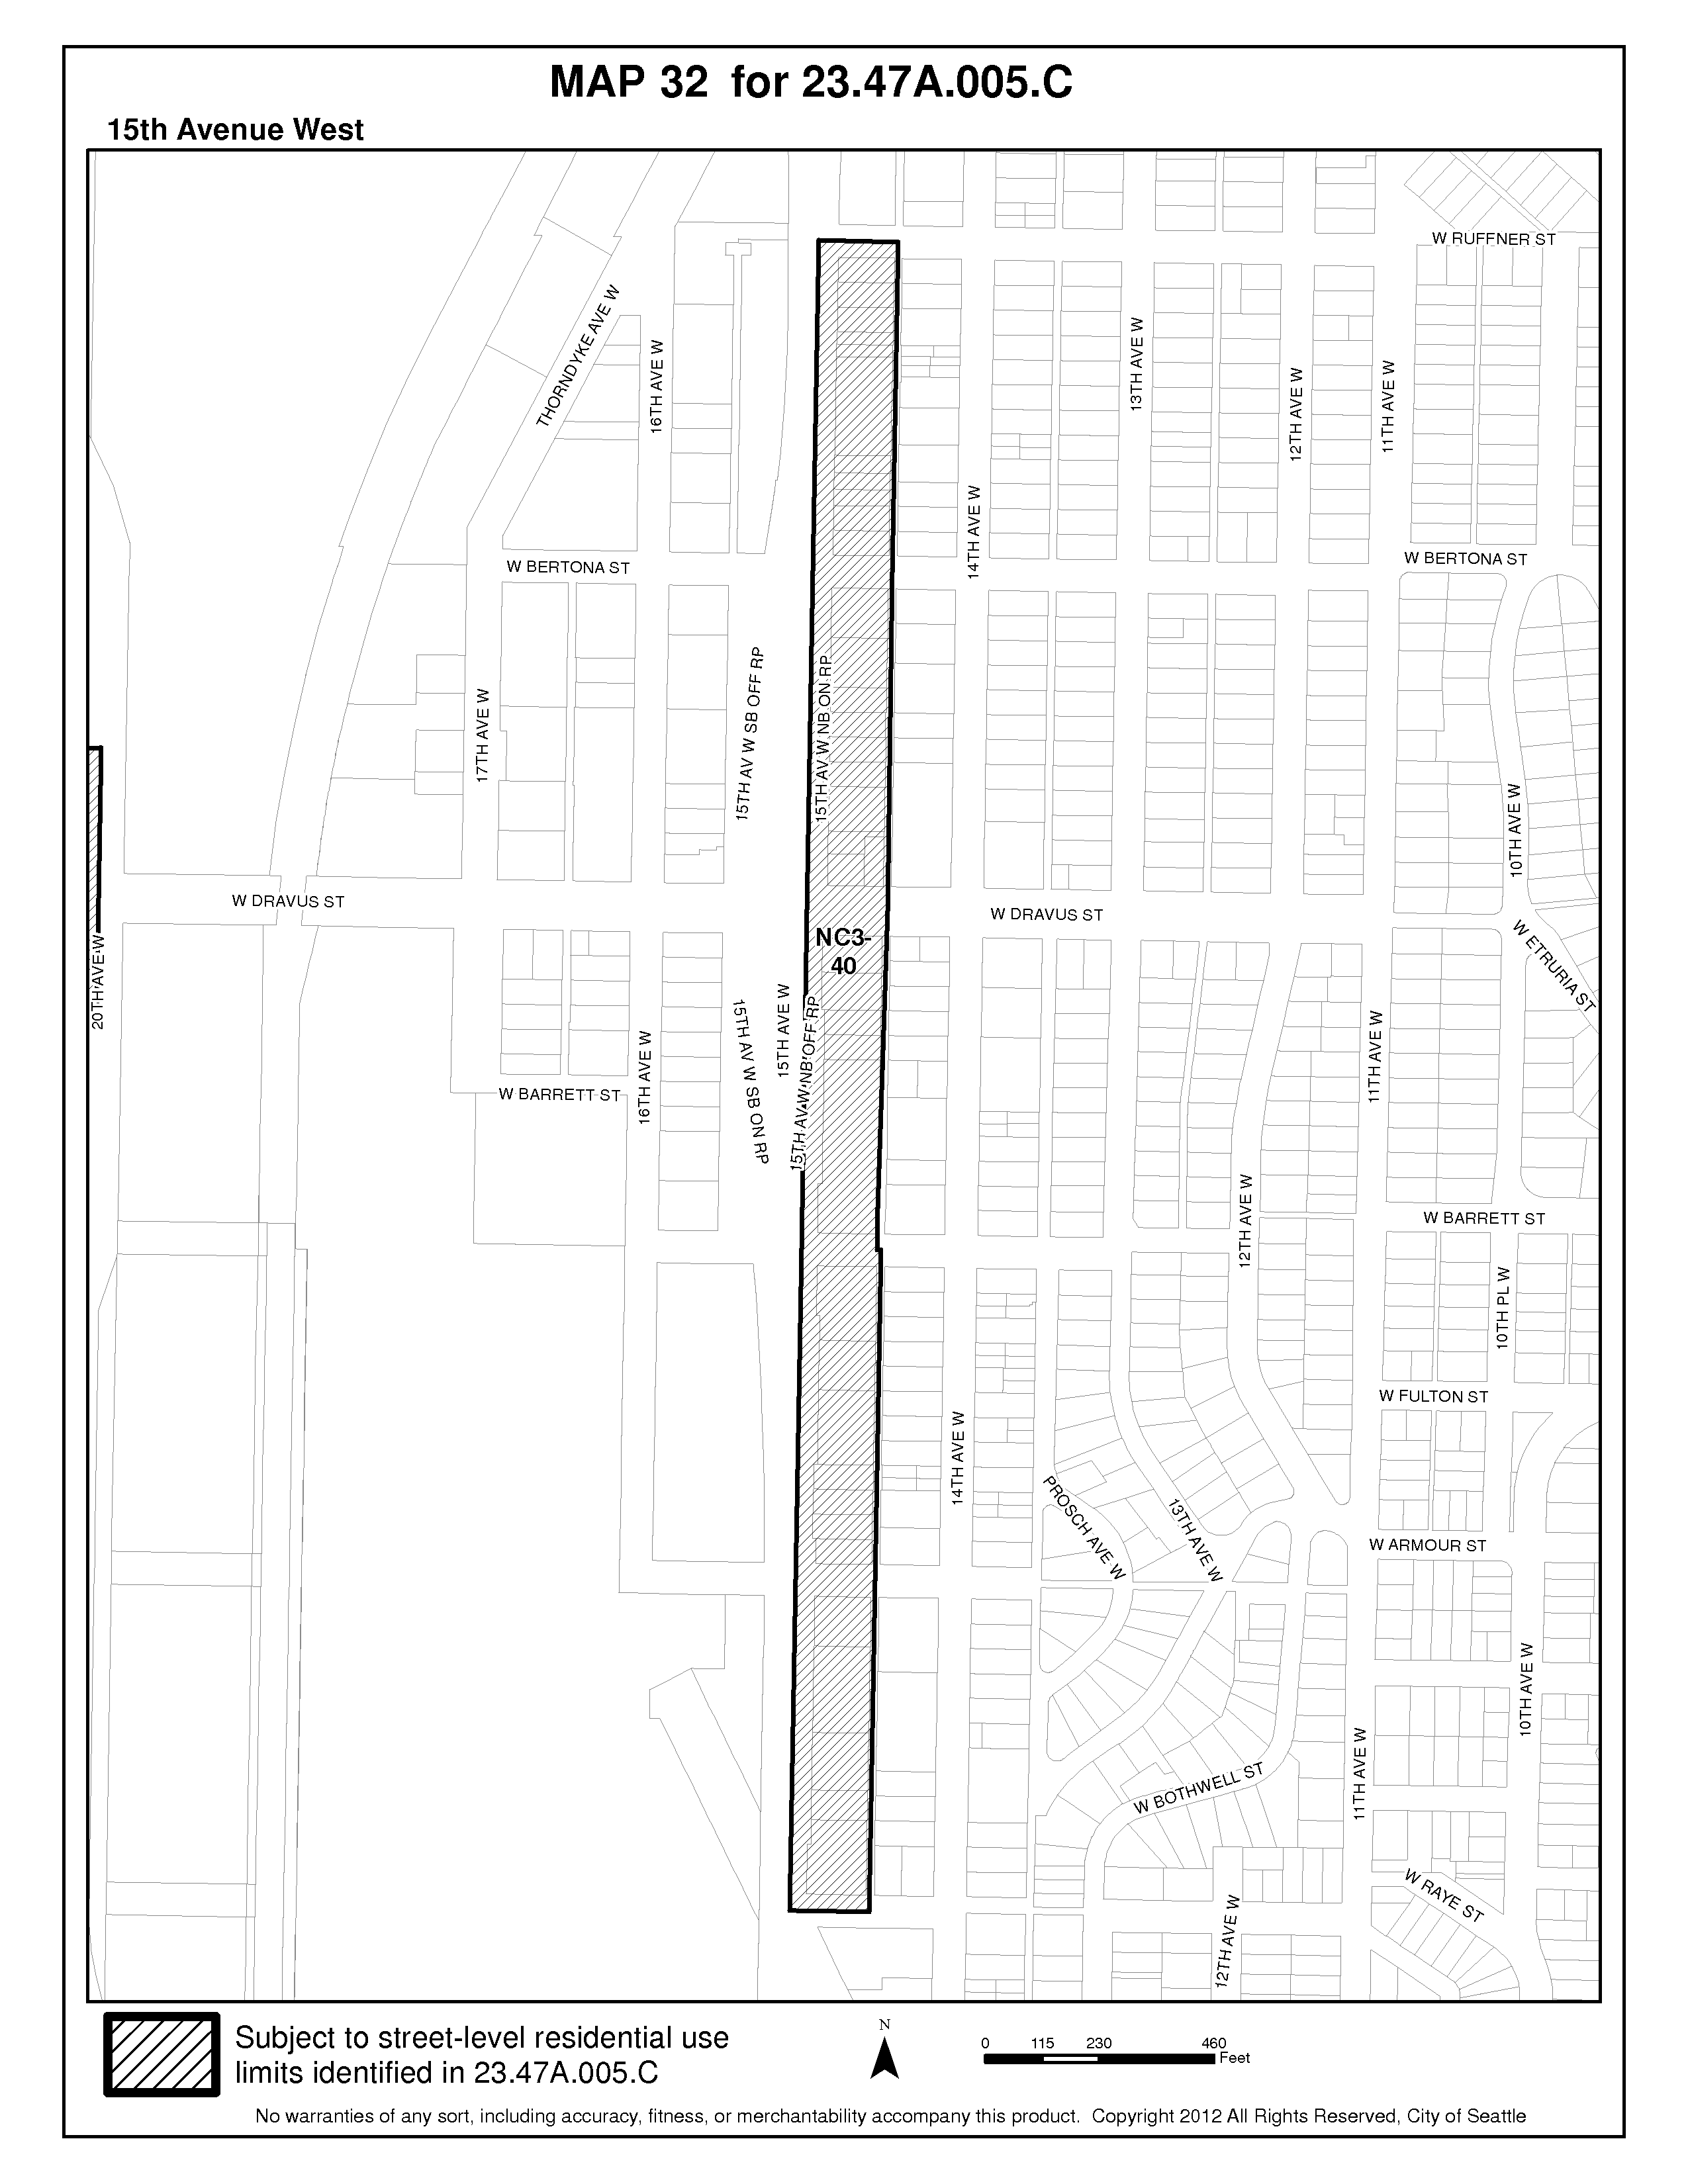 MAP 32 for 23.47A.005.C
15th Avenue West
W RUFFNER ST
THORNDYKE AVE W
16TH AVE W
13TH AVE W
12TH AVE W
11TH AVE W
14TH AVE W
W BERTONA ST
W BERTONA ST
17TH AVE W
15TH AV W SB OFF RP
15TH AV W NB ON RP
10TH AVE W
W DRAVUS ST
W DRAVUS ST
NC3-
40
20TH AVE W
W ETRURIA ST
15TH AVE W
15TH AV W NB OFF RP
15TH AV W SB ON RP
16TH AVE W
11TH AVE W
W BARRETT ST
12TH AVE W
W BARRETT ST
10TH PL W
W FULTON ST
14TH AVE W
PROSCH AVE W
13TH AVE W
W ARMOUR ST
10TH AVE W
11TH AVE W
W BOTHWELL ST
W RAYE ST
12TH AVE W
Subject to street-level residential use
limits identified in 23.47A.005.C
N
0 115 230 460
Feet
No warranties of any sort, including accuracy, fitness, or merchantability accompany this product. Copyright 2012 All Rights Reserved, City of Seattle